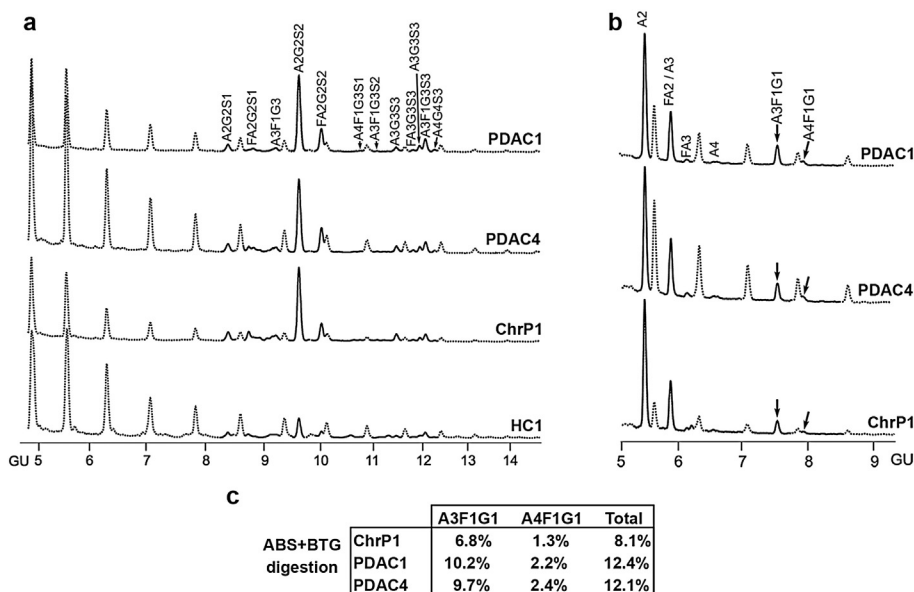 a
A2G2S1
FA2G2S1
A3F1G3
A2G2S2
FA2G2S2
A4F1G3S1
A3F1G3S2
A3G3S3
FA3G3S3
A3G3S3
A3F1G3S3
A4G4S3
PDAC1
PDAC4
ChrP1
HC1
GU 5 6 7 8 9 10 11 12 13 14
b
A2
FA2 / A3
FA3
A4
A3F1G1
A4F1G1
PDAC1
PDAC4
ChrP1
5 6 7 8 9 GU
c
A3F1G1 A4F1G1 Total
ABS+BTG digestion
ChrP1 6.8% 1.3% 8.1%
PDAC1 10.2% 2.2% 12.4%
PDAC4 9.7% 2.4% 12.1%